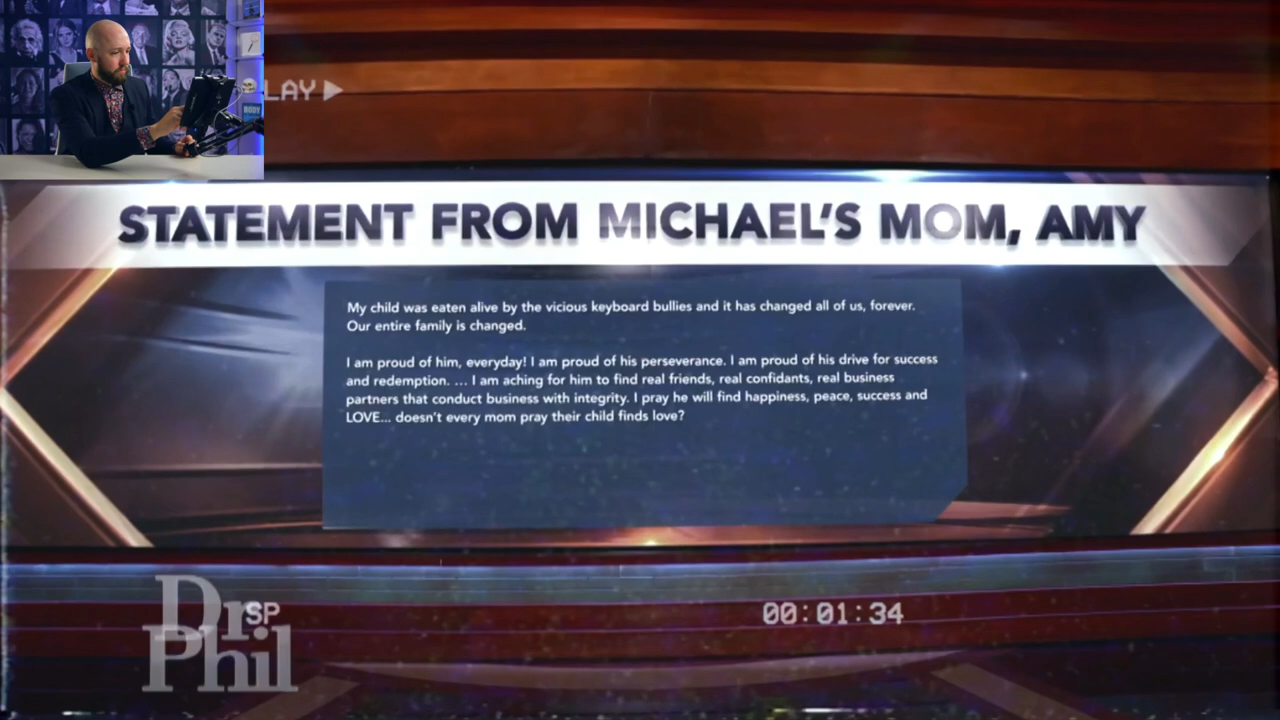 LAY
STATEMENT FROM MICHAEL'S MOM, AMY
My child was eaten alive by the vicious keyboard bullies and it has changed all of us, forever.
Our entire family is changed.
I am proud of him, everyday! I am proud of his perseverance. I am proud of his drive for success
and redemption. ... I am aching for him to find real friends, real confidants, real business
partners that conduct business with integrity. I pray he will find happiness, peace, success and
LOVE... doesn't every mom pray their child finds love?
Dr
SP
Phil
00:01:34